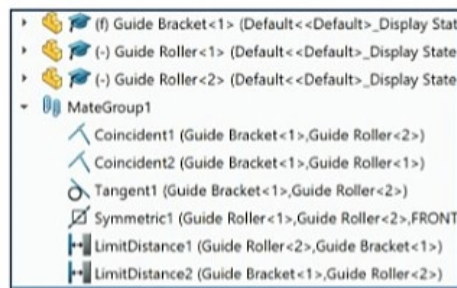 (f) Guide Bracket<1> (Default<<Default>_Display State
(-) Guide Roller<1> (Default<<Default>_Display State
(-) Guide Roller<2> (Default<<Default>_Display State
MateGroup1
Coincident1 (Guide Bracket<1>,Guide Roller<2>)
Coincident2 (Guide Bracket<1>,Guide Roller<1>)
Tangent1 (Guide Bracket<1>,Guide Roller<2>)
Symmetric1 (Guide Roller<1>,Guide Roller<2>,FRONT
LimitDistance1 (Guide Roller<2>,Guide Bracket<1>)
LimitDistance2 (Guide Bracket<1>,Guide Roller<2>)